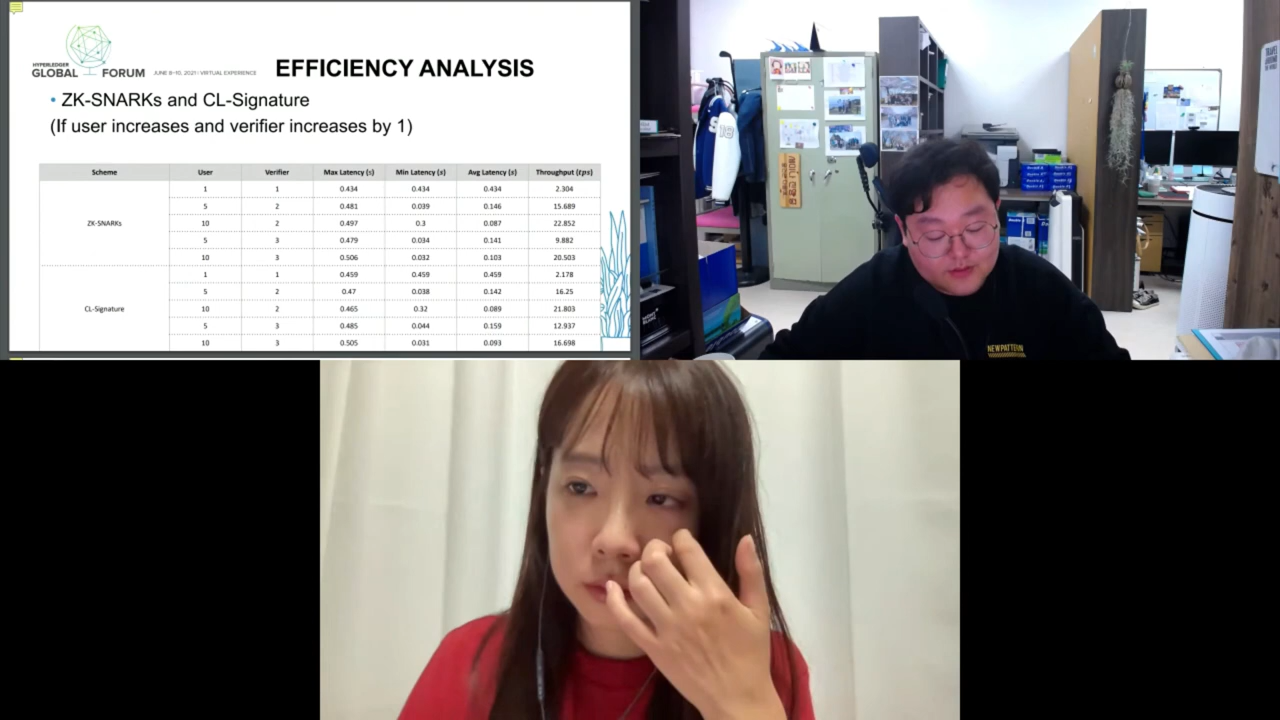 HYPERLEDGER
GLOBAL FORUM
JUNE 8-10, 2021 | VIRTUAL EXPERIENCE
EFFICIENCY ANALYSIS
• ZK-SNARKs and CL-Signature
(If user increases and verifier increases by 1)
Scheme User Verifier Max Latency (s) Min Latency (s) Avg Latency (s) Throughput (tps)
1 1 0.434 0.434 0.434 2.304
5 2 0.481 0.039 0.146 15.689
ZK-SNARKs 10 2 0.497 0.3 0.087 22.852
5 3 0.479 0.034 0.141 9.882
10 3 0.506 0.032 0.103 20.503
1 1 0.459 0.459 0.459 2.178
5 2 0.47 0.038 0.142 16.25
CL-Signature 10 2 0.465 0.32 0.089 21.803
5 3 0.485 0.044 0.159 12.937
10 3 0.505 0.031 0.093 16.698
18
NEWPATTERN